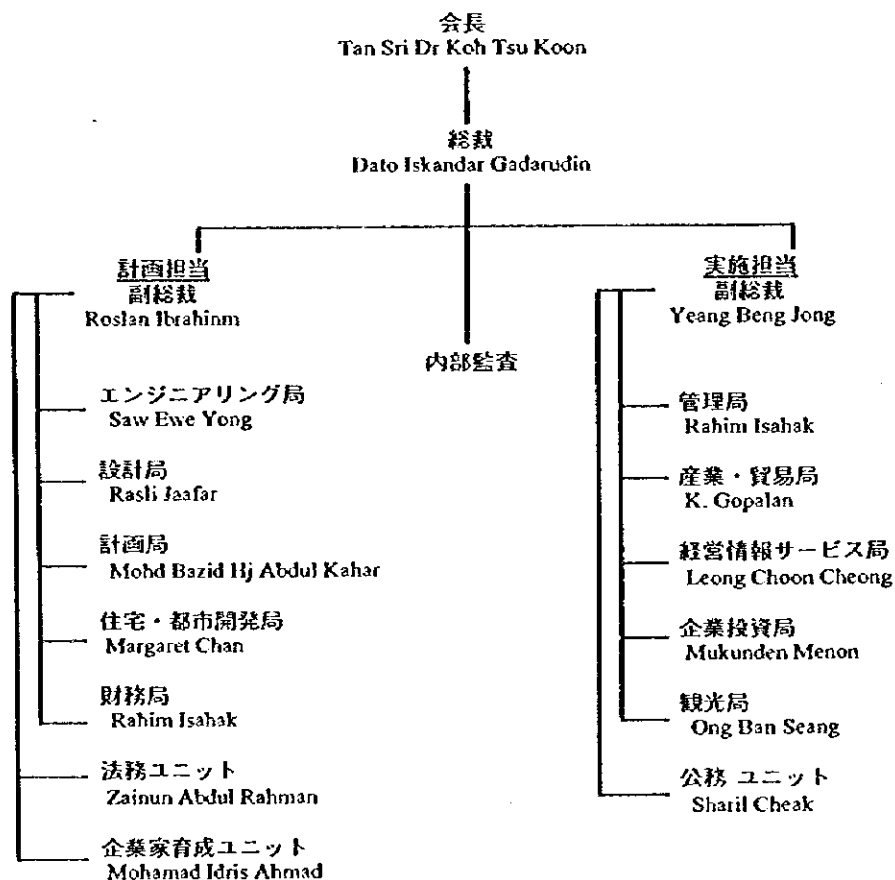 会長
Tan Sri Dr Koh Tsu Koon
総裁
Dato Iskandar Gadarudin
計画担当
副総裁
Roslan Ibrahinm
エンジニアリング局
Saw Ewe Yong
設計局
Rasli Jaafar
計画局
Mohd Bazid Hj Abdul Kahar
住宅・都市開発局
Margaret Chan
財務局
Rahim Isahak
法務ユニット
Zainun Abdul Rahman
企業家育成ユニット
Mohamad Idris Ahmad
内部監査
実施担当
副総裁
Yeang Beng Jong
管理局
Rahim Isahak
産業・貿易局
K. Gopalan
経営情報サービス局
Leong Choon Cheong
企業投資局
Mukunden Menon
観光局
Ong Ban Seang
公務 ユニット
Sharil Cheak